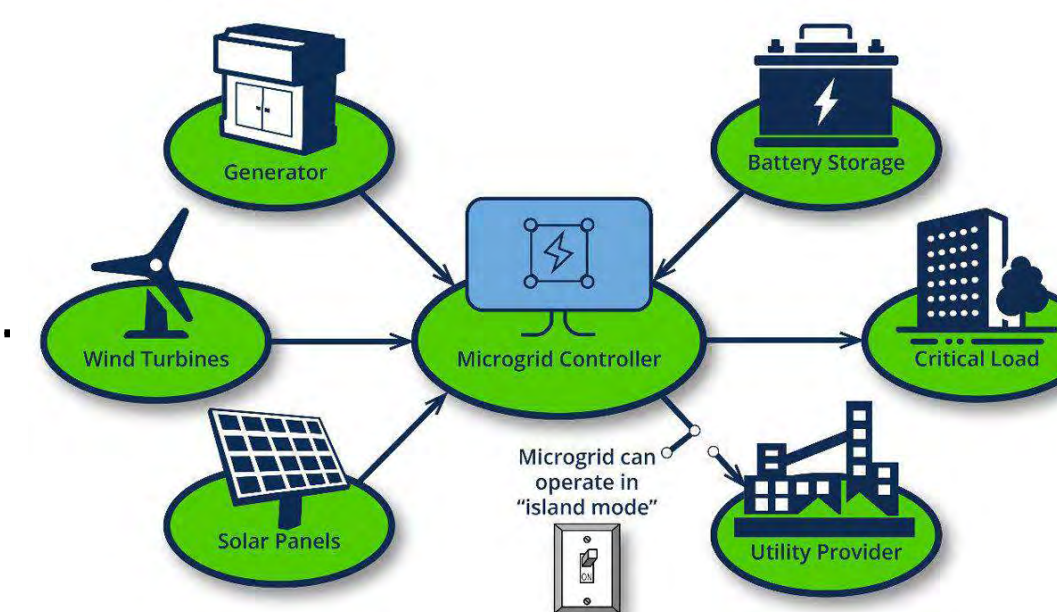 Generator
Battery Storage
Wind Turbines
Microgrid Controller
Critical Load
Microgrid can
operate in
“island mode”
ON
Solar Panels
Utility Provider